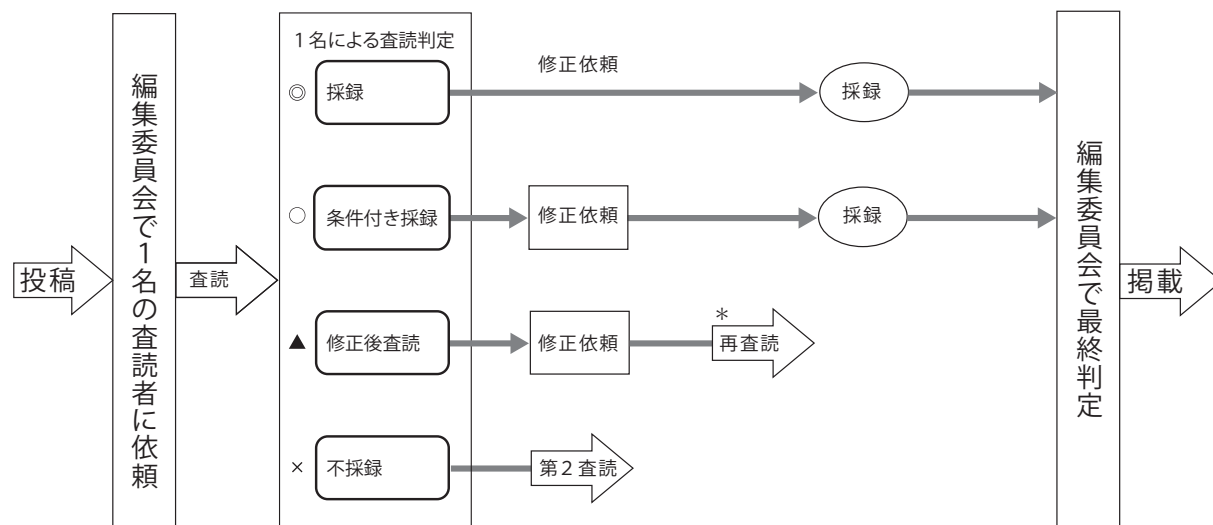 投稿
編集委員会で1名の査読者に依頼
査読
1名による査読判定
◎ 採録
修正依頼
採録
○ 条件付き採録
修正依頼
採録
▲ 修正後査読
修正依頼
＊
再査読
× 不採録
第2査読
編集委員会で最終判定
掲載